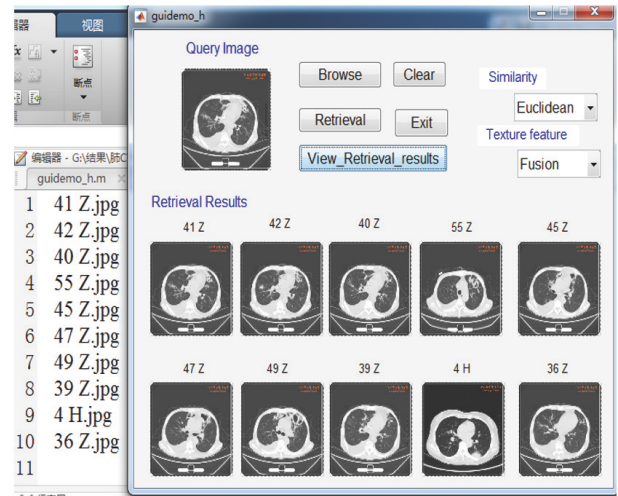 视图
断点
断点
编辑器 - G:\结果\肺C
guidemo_h.m
1 41 Z.jpg
2 42 Z.jpg
3 40 Z.jpg
4 55 Z.jpg
5 45 Z.jpg
6 47 Z.jpg
7 49 Z.jpg
8 39 Z.jpg
9 4 H.jpg
10 36 Z.jpg
11
guidemo_h
Query Image
Browse
Clear
Similarity
Euclidean
Retrieval
Exit
Texture feature
View_Retrieval_results
Fusion
Retrieval Results
41 Z
42 Z
40 Z
55 Z
45 Z
47 Z
49 Z
39 Z
4 H
36 Z